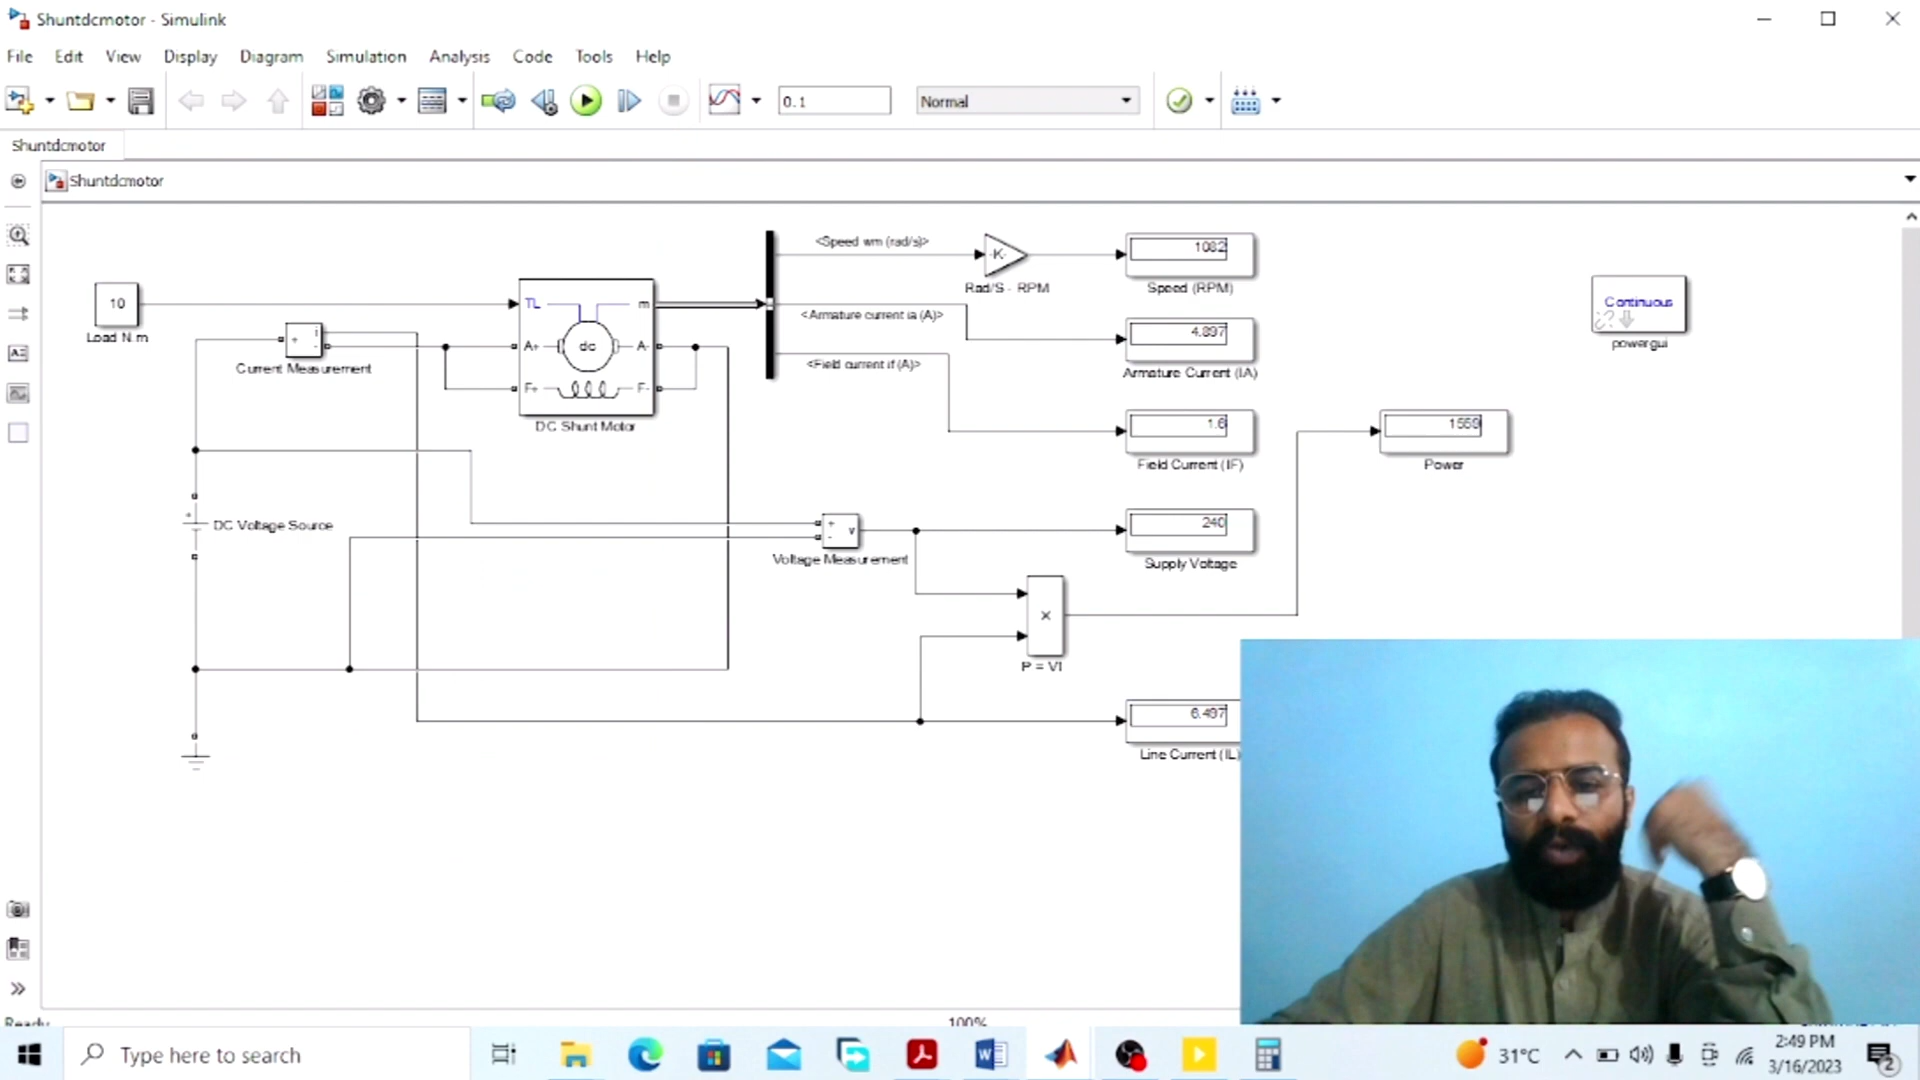 Shuntdcmotor - Simulink
File Edit View Display Diagram Simulation Analysis Code Tools Help
0.1 Normal
Shuntdcmotor
Shuntdcmotor
<Speed wm (rad/s)>
-K-
Rad/S - RPM
1082
Speed (RPM)
10
Load N.m
TL m
A+ dc A-
F+ F-
DC Shunt Motor
+ i
-
Current Measurement
<Armature current ia (A)>
4.897
Armature Current (IA)
<Field current if (A)>
1.6
Field Current (IF)
Continuous
powergui
1559
Power
+
DC Voltage Source
+ v
-
Voltage Measurement
240
Supply Voltage
×
P = VI
6.497
Line Current (IL)
Ready
100%
Type here to search
31°C
2:49 PM
3/16/2023
2